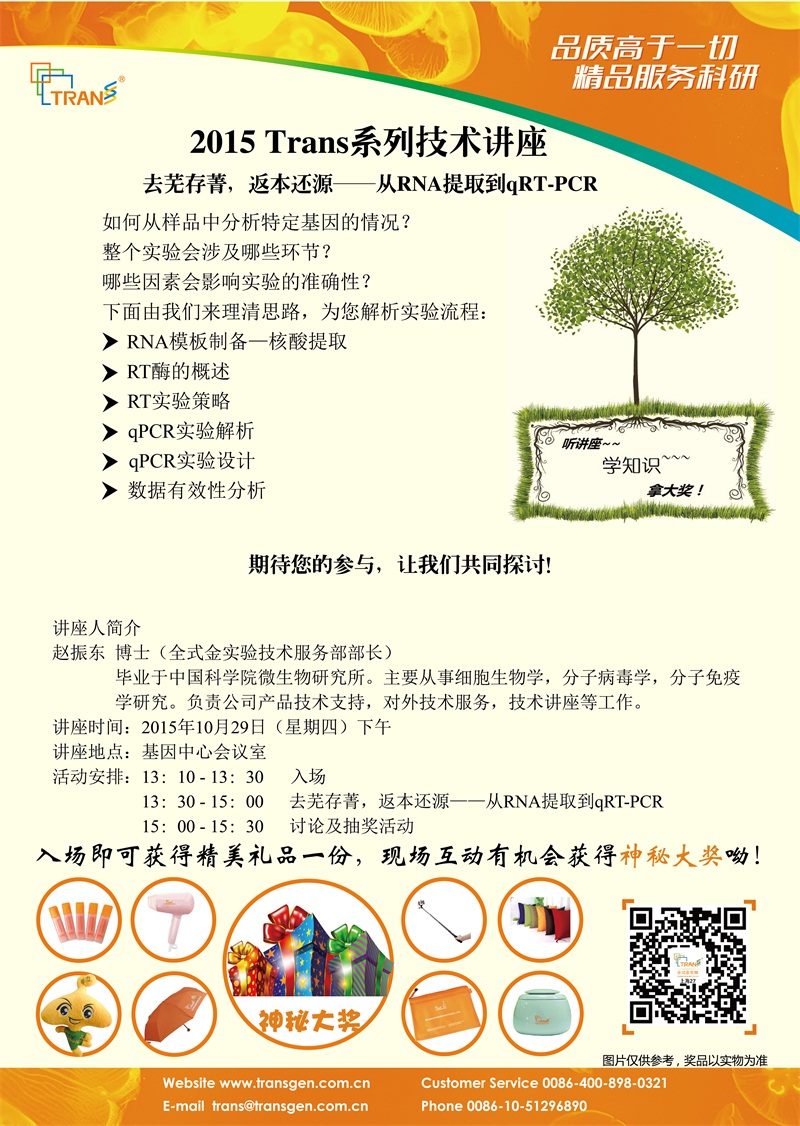 品质高于一切
精品服务科研
TRANS®
2015 Trans系列技术讲座
去芜存菁，返本还源——从RNA提取到qRT-PCR
如何从样品中分析特定基因的情况？
整个实验会涉及哪些环节？
哪些因素会影响实验的准确性？
下面由我们来理清思路，为您解析实验流程：
➤ RNA模板制备—核酸提取
➤ RT酶的概述
➤ RT实验策略
➤ qPCR实验解析
➤ qPCR实验设计
➤ 数据有效性分析
听讲座~~
学知识~~~
拿大奖！
期待您的参与，让我们共同探讨!
讲座人简介
赵振东 博士（全式金实验技术服务部部长）
毕业于中国科学院微生物研究所。主要从事细胞生物学，分子病毒学，分子免疫
学研究。负责公司产品技术支持，对外技术服务，技术讲座等工作。
讲座时间：2015年10月29日（星期四）下午
讲座地点：基因中心会议室
活动安排：13：10 - 13：30 入场
13：30 - 15：00 去芜存菁，返本还源——从RNA提取到qRT-PCR
15：00 - 15：30 讨论及抽奖活动
入场即可获得精美礼品一份，现场互动有机会获得神秘大奖呦！
神秘大奖
TRANS
图片仅供参考，奖品以实物为准
Website www.transgen.com.cn
Customer Service 0086-400-898-0321
E-mail trans@transgen.com.cn
Phone 0086-10-51296890